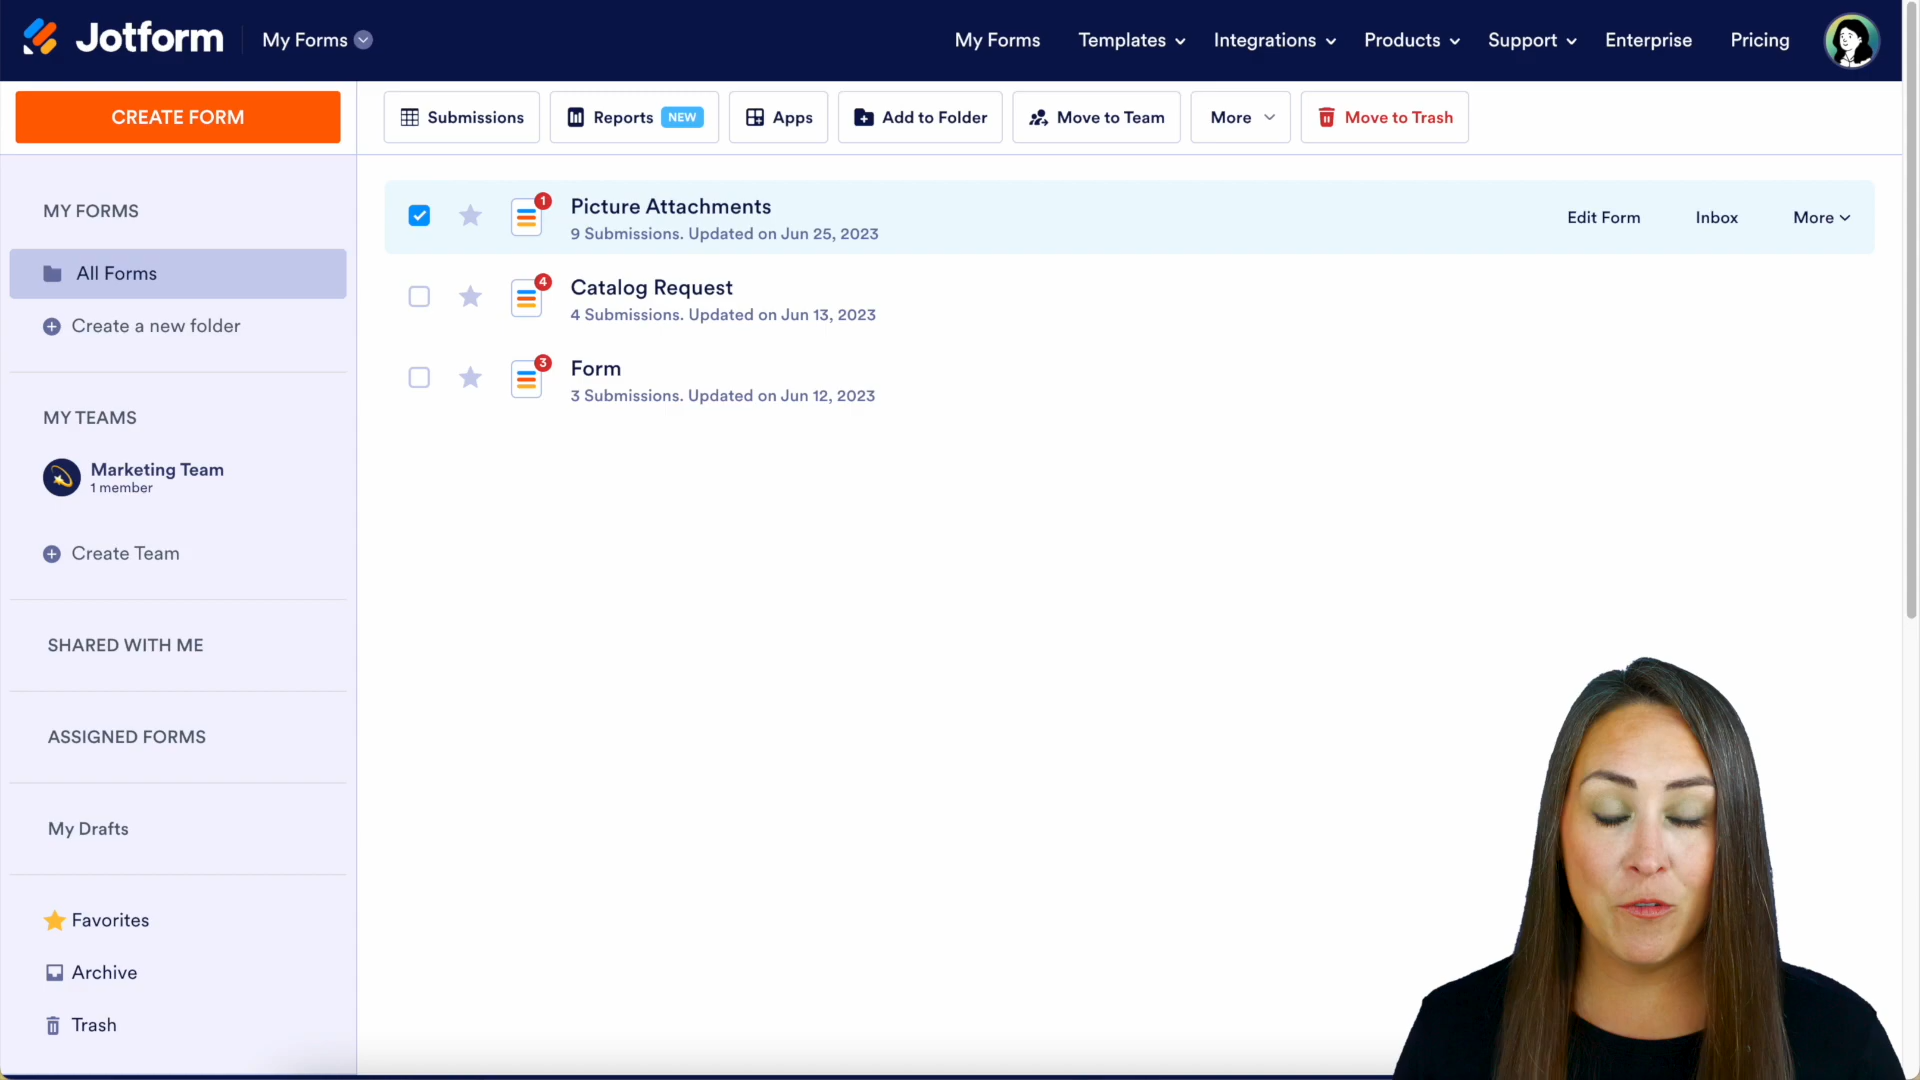 Jotform
My Forms
My Forms
Templates
Integrations
Products
Support
Enterprise
Pricing
CREATE FORM
Submissions
Reports NEW
Apps
Add to Folder
Move to Team
More
Move to Trash
MY FORMS
All Forms
Create a new folder
MY TEAMS
Marketing Team
1 member
Create Team
SHARED WITH ME
ASSIGNED FORMS
My Drafts
Favorites
Archive
Trash
1
Picture Attachments
9 Submissions. Updated on Jun 25, 2023
Edit Form
Inbox
More
4
Catalog Request
4 Submissions. Updated on Jun 13, 2023
3
Form
3 Submissions. Updated on Jun 12, 2023